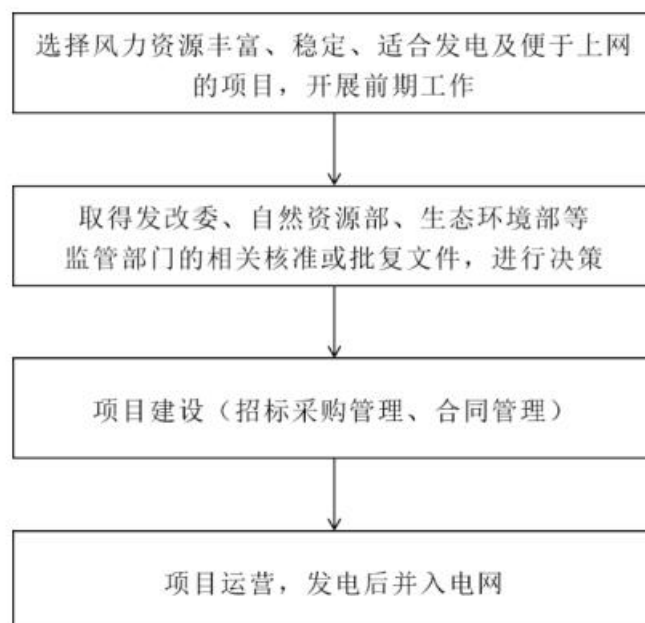 选择风力资源丰富、稳定、适合发电及便于上网
的项目，开展前期工作
取得发改委、自然资源部、生态环境部等
监管部门的相关核准或批复文件，进行决策
项目建设（招标采购管理、合同管理）
项目运营，发电后并入电网